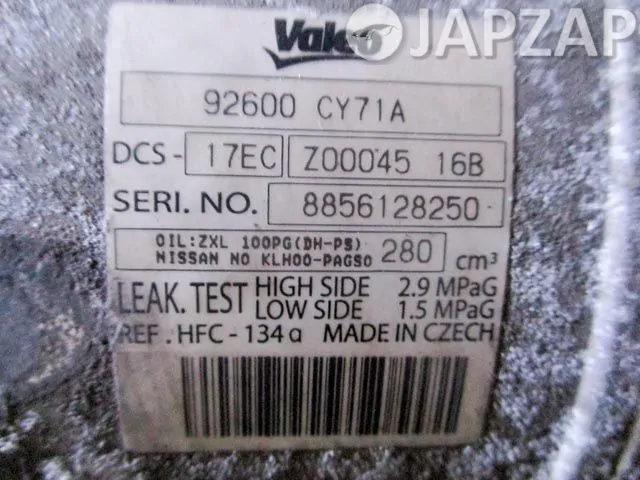 Valeo
JAPZAP
92600 CY71A
DCS - 17EC Z00045 16B
SERI. NO. 8856128250
OIL:ZXL 100PG(DH-PS)
NISSAN NO KLH00-PAGS0 280 cm³
LEAK. TEST HIGH SIDE 2.9 MPaG
LOW SIDE 1.5 MPaG
REF. HFC - 134a MADE IN CZECH